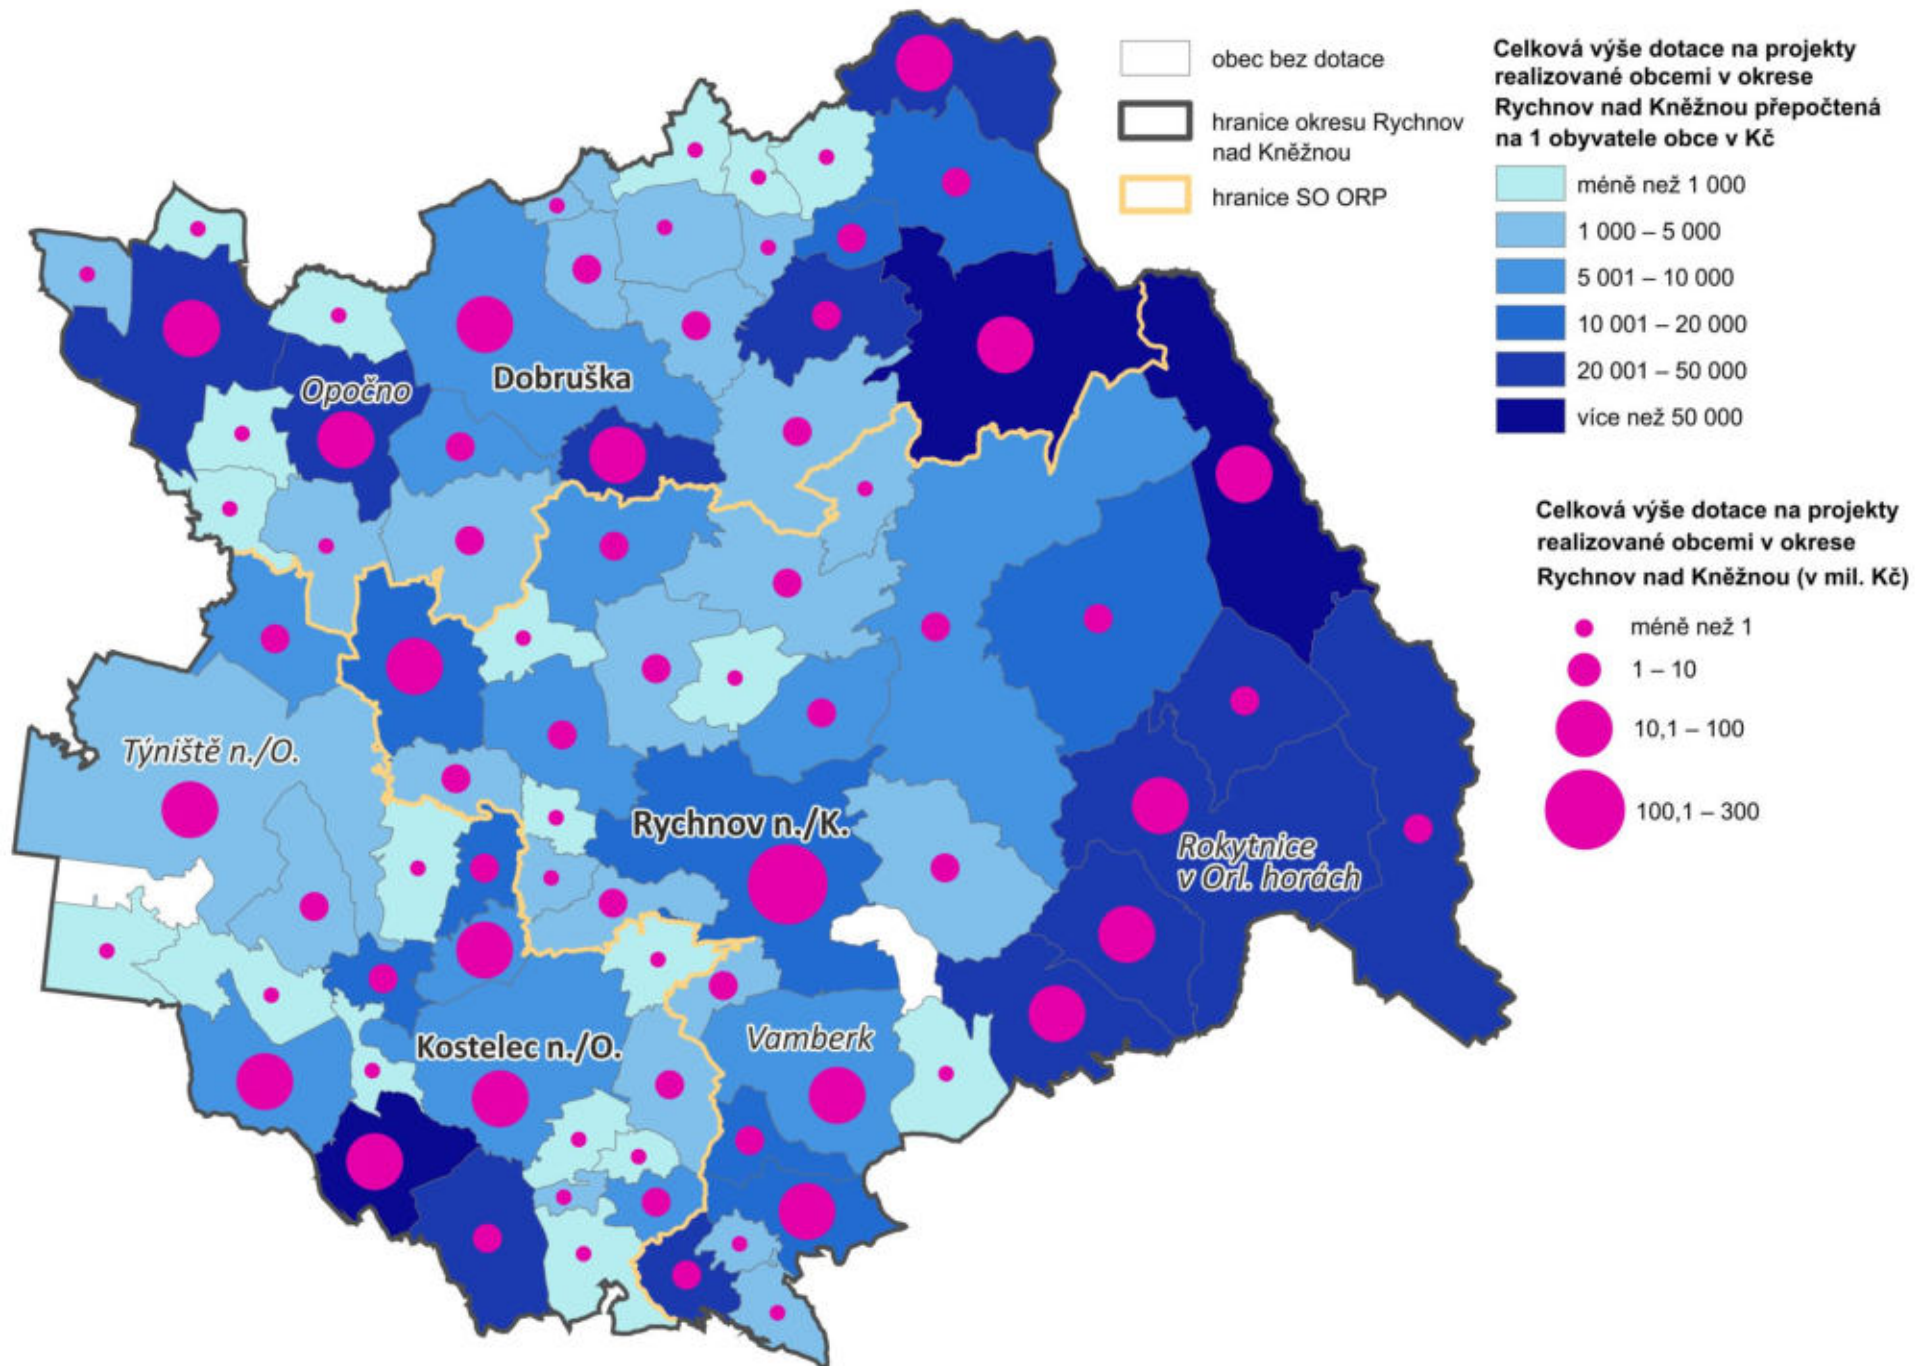 obec bez dotace
hranice okresu Rychnov
nad Kněžnou
hranice SO ORP
Celková výše dotace na projekty
realizované obcemi v okrese
Rychnov nad Kněžnou přepočtená
na 1 obyvatele obce v Kč
méně než 1 000
1 000 – 5 000
5 001 – 10 000
10 001 – 20 000
20 001 – 50 000
více než 50 000
Celková výše dotace na projekty
realizované obcemi v okrese
Rychnov nad Kněžnou (v mil. Kč)
méně než 1
1 – 10
10,1 – 100
100,1 – 300
Opočno
Dobruška
Týniště n./O.
Rychnov n./K.
Rokytnice
v Orl. horách
Kostelec n./O.
Vamberk